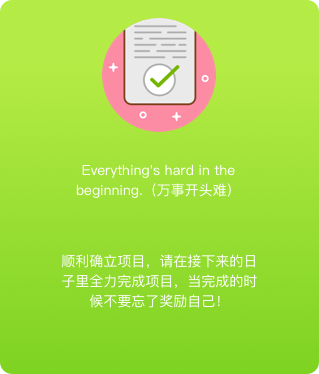 Everything's hard in the
beginning.（万事开头难）
顺利确立项目，请在接下来的日
子里全力完成项目，当完成的时
候不要忘了奖励自己！